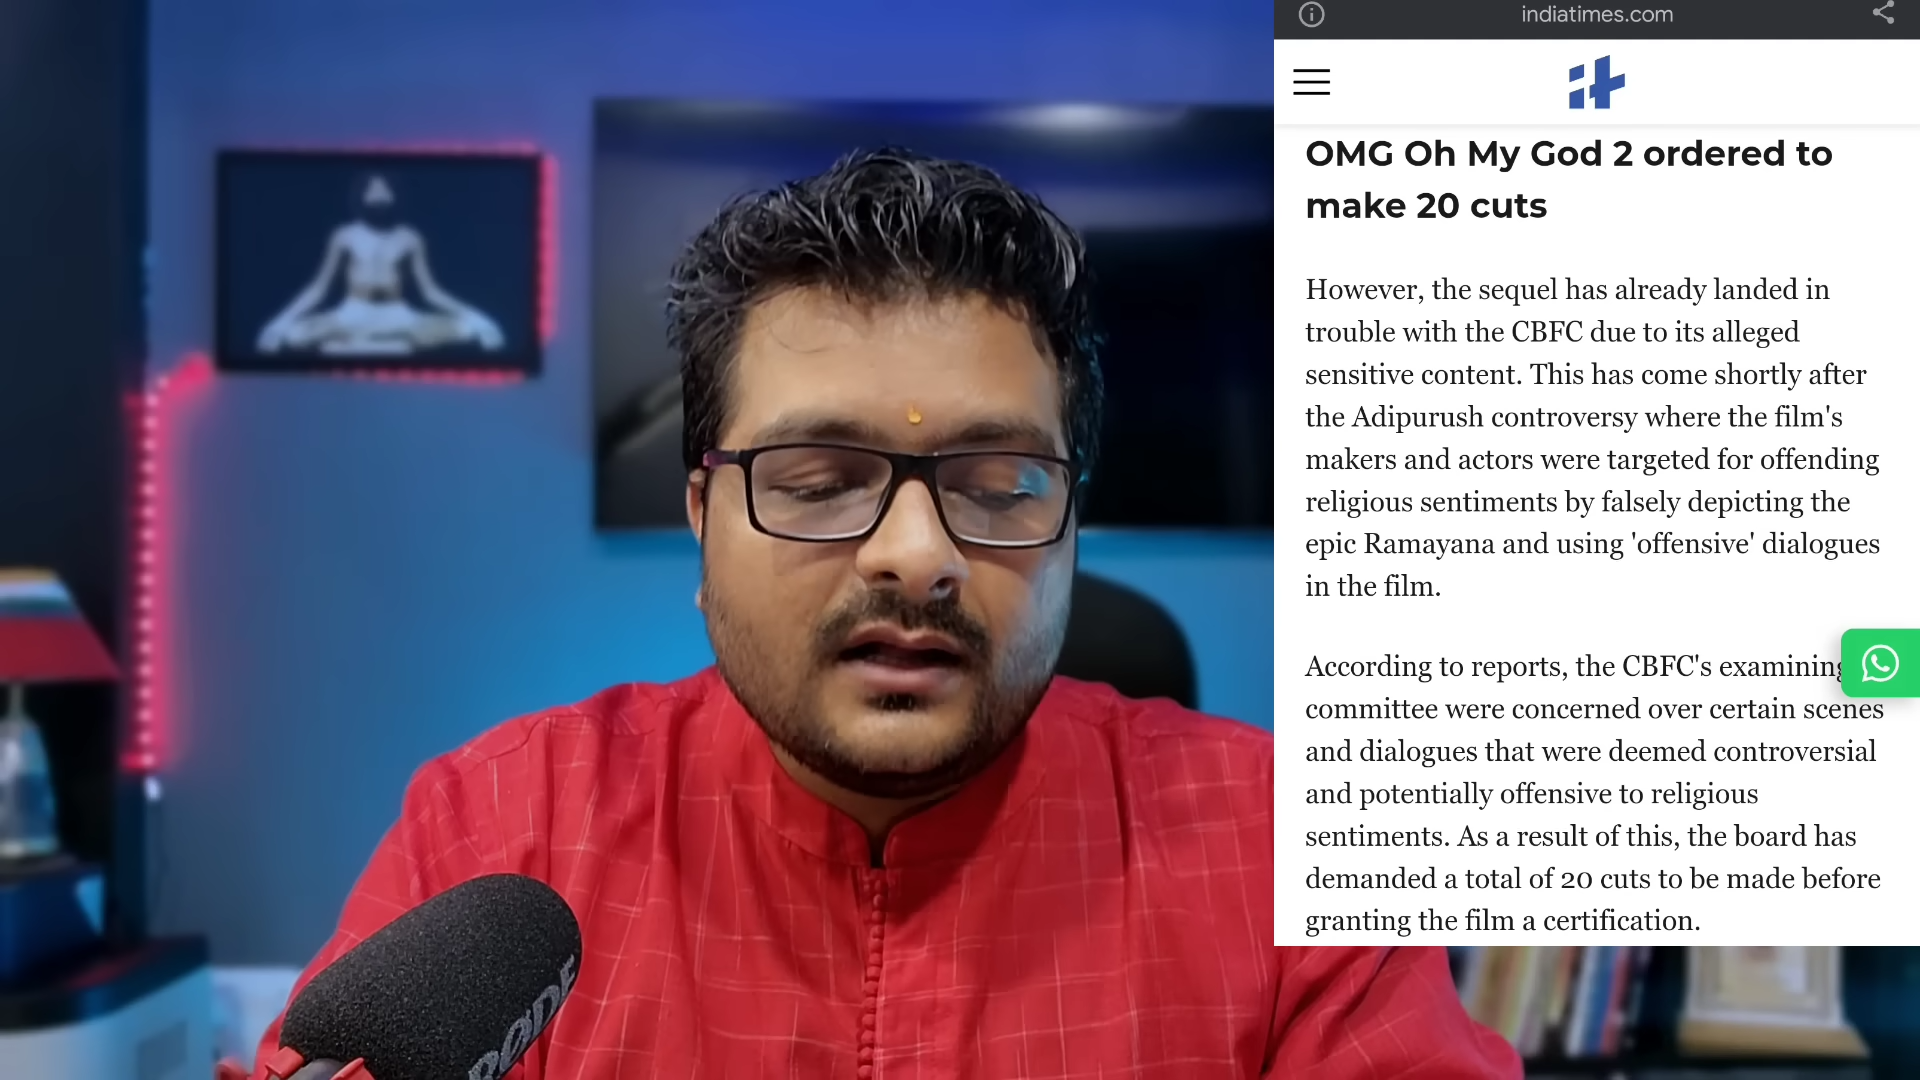 indiatimes.com
OMG Oh My God 2 ordered to
make 20 cuts
However, the sequel has already landed in
trouble with the CBFC due to its alleged
sensitive content. This has come shortly after
the Adipurush controversy where the film's
makers and actors were targeted for offending
religious sentiments by falsely depicting the
epic Ramayana and using 'offensive' dialogues
in the film.
According to reports, the CBFC's examining
committee were concerned over certain scenes
and dialogues that were deemed controversial
and potentially offensive to religious
sentiments. As a result of this, the board has
demanded a total of 20 cuts to be made before
granting the film a certification.
RODE